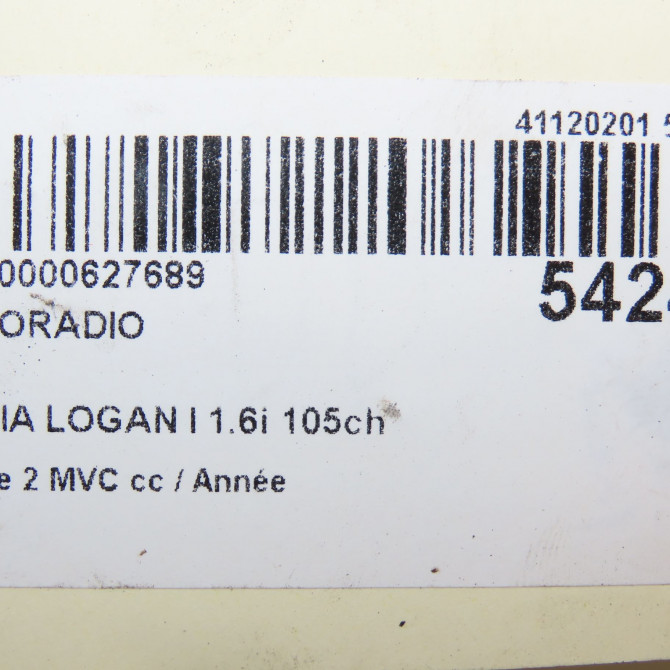 41120201 5
0000627689
542
ORADIO
IA LOGAN I 1.6i 105ch
e 2 MVC cc / Année